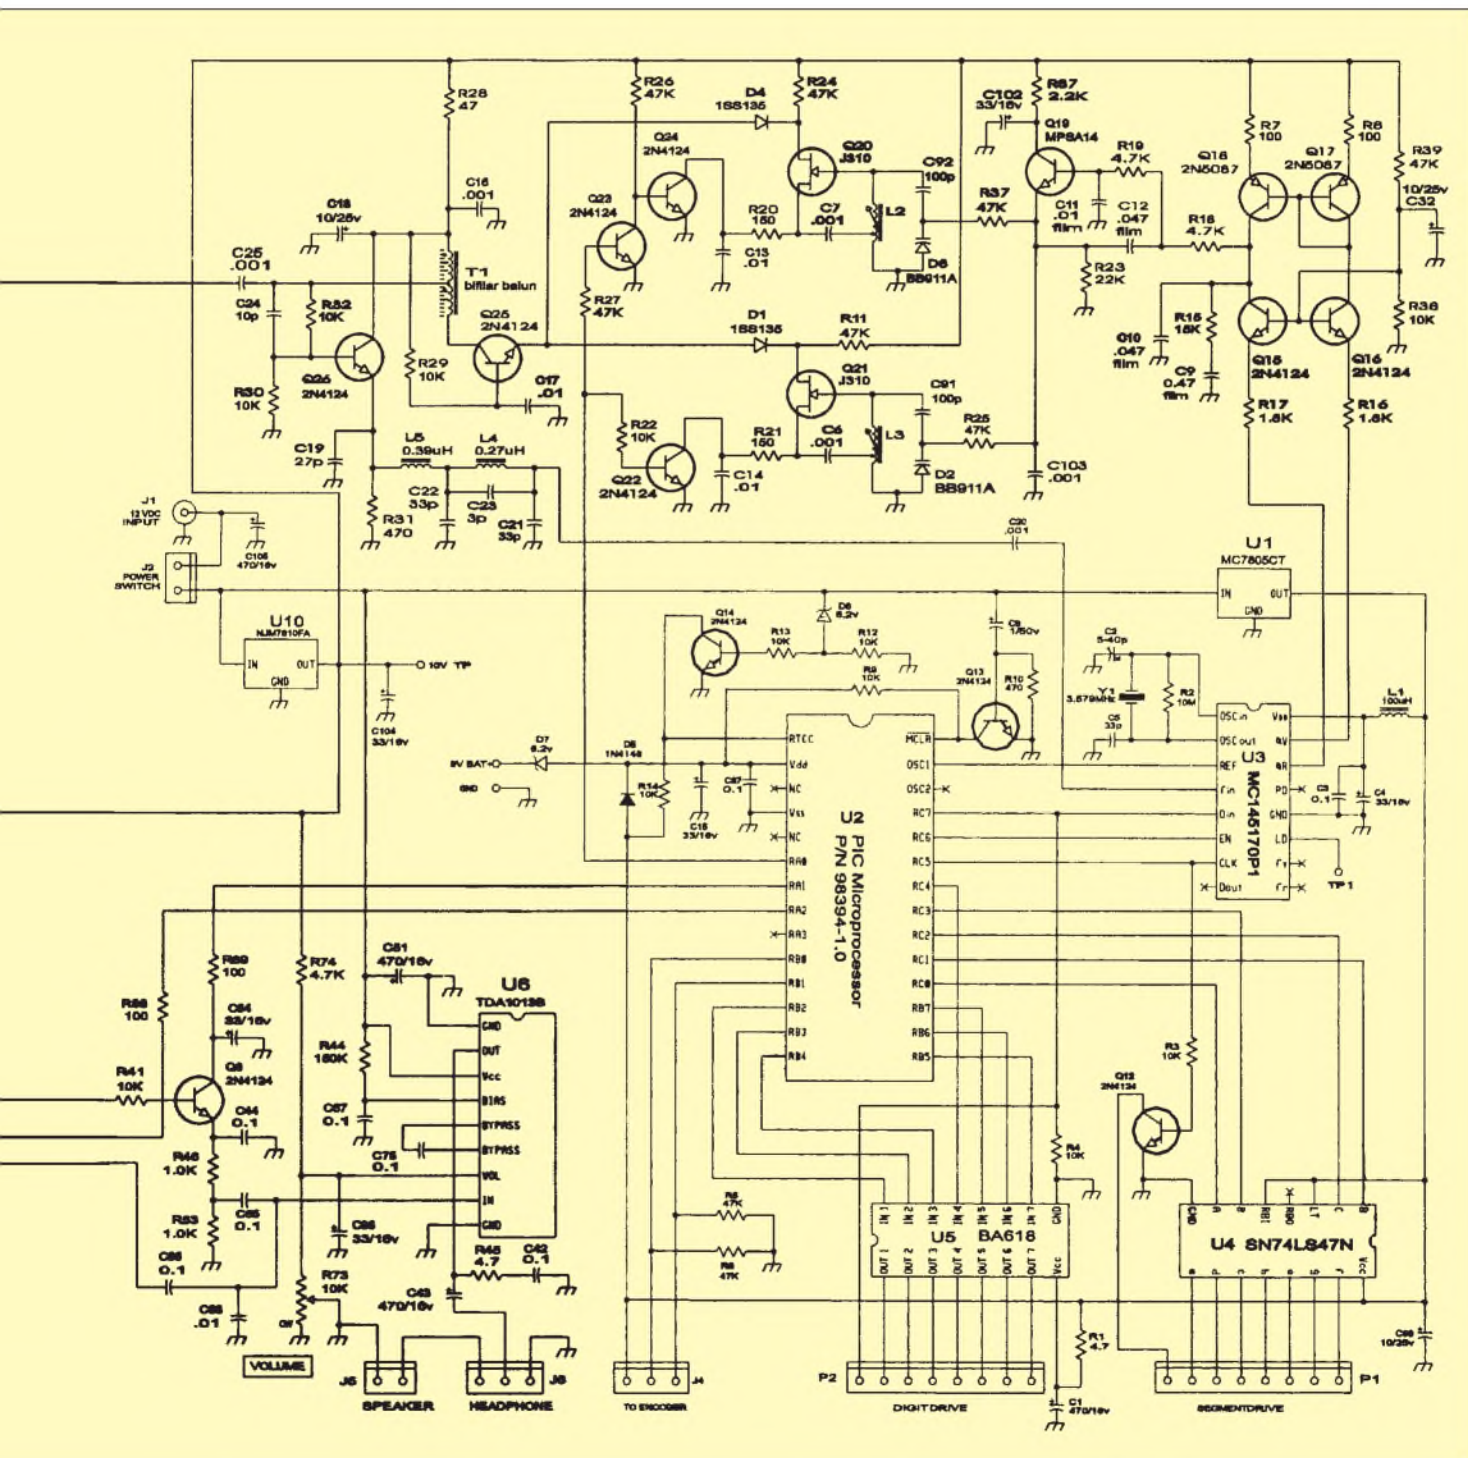 R28
47
R26
47K
D4
1SS135
R24
47K
C102
33/16v
R67
2.2K
Q19
MPSA14
R7
100
R8
100
Q24
2N4124
Q20
J310
C92
100p
R19
4.7K
Q18
2N5087
Q17
2N5087
R39
47K
10/25v
C32
C16
.001
C18
10/25v
Q23
2N4124
R20
150
C7
.001
L2
R37
47K
C11
.01
film
C12
.047
film
R18
4.7K
C25
.001
C24
10p
R32
10K
T1
bifilar balun
C13
.01
D6
BB911A
R23
22K
R27
47K
Q25
2N4124
D1
1SS135
R11
47K
C10
.047
film
R15
15K
C9
0.47
film
Q15
2N4124
Q16
2N4124
R38
10K
R30
10K
Q26
2N4124
R29
10K
C17
.01
Q21
J310
C91
100p
R17
1.8K
R16
1.8K
C19
27p
L5
0.39uH
L4
0.27uH
R22
10K
R21
150
C6
.001
L3
R25
47K
Q22
2N4124
C14
.01
D2
BB911A
C103
.001
J1
12 VDC
INPUT
C105
470/16v
R31
470
C22
33p
C23
3p
C21
33p
C20
.001
U1
MC7805CT
IN
OUT
GND
J2
POWER
SWITCH
U10
NJM7810FA
IN
OUT
GND
10V TP
C104
33/16v
Q14
2N4124
R13
10K
D8
8.2v
R12
10K
R9
10K
C8
1/50v
Q13
2N4124
R10
470
C2
5-40p
Y1
3.579MHz
C5
33p
R2
10M
L1
100uH
OSCin
OSCout
REF
Fin
Din
EN
CLK
Dout
Vdd
ΦV
ΦR
PD
GND
LD
Fv
Fr
U3
MC145170P1
C3
0.1
C4
33/16v
TP1
9V BAT+
GND
D7
6.2v
D5
1N4148
R14
10K
C15
33/16v
C87
0.1
RTCC
Vdd
NC
Vss
NC
RA0
RA1
RA2
RA3
RB0
RB1
RB2
RB3
RB4
MCLR
OSC1
OSC2
RC7
RC6
RC5
RC4
RC3
RC2
RC1
RC0
RB7
RB6
RB5
U2
PIC Microprocessor
P/N 98394-1.0
R69
100
R74
4.7K
C81
470/16v
R68
100
C84
33/16v
R44
150K
U6
TDA1013B
GND
OUT
Vcc
BIAS
BYPASS
BYPASS
VOL
IN
GND
R41
10K
Q8
2N4124
C44
0.1
C67
0.1
C75
0.1
R46
1.0K
C65
0.1
R53
1.0K
C86
33/16v
R45
4.7
C42
0.1
C43
470/16v
0.1
.01
R73
10K
CW
VOLUME
J5
SPEAKER
J6
HEADPHONE
R5
47K
R6
47K
J4
TO ENCODER
R4
10K
IN 1
IN 2
IN 3
IN 4
IN 5
IN 6
IN 7
GND
U5 BA618
OUT 1
OUT 2
OUT 3
OUT 4
OUT 5
OUT 6
OUT 7
Vcc
P2
DIGIT DRIVE
R1
4.7
C1
470/16v
R3
10K
Q12
2N4124
GND
A
B
RBI
RBO
LT
C
B
U4 SN74LS47N
a
d
c
b
e
g
f
Vcc
10/25v
P1
SEGMENT DRIVE